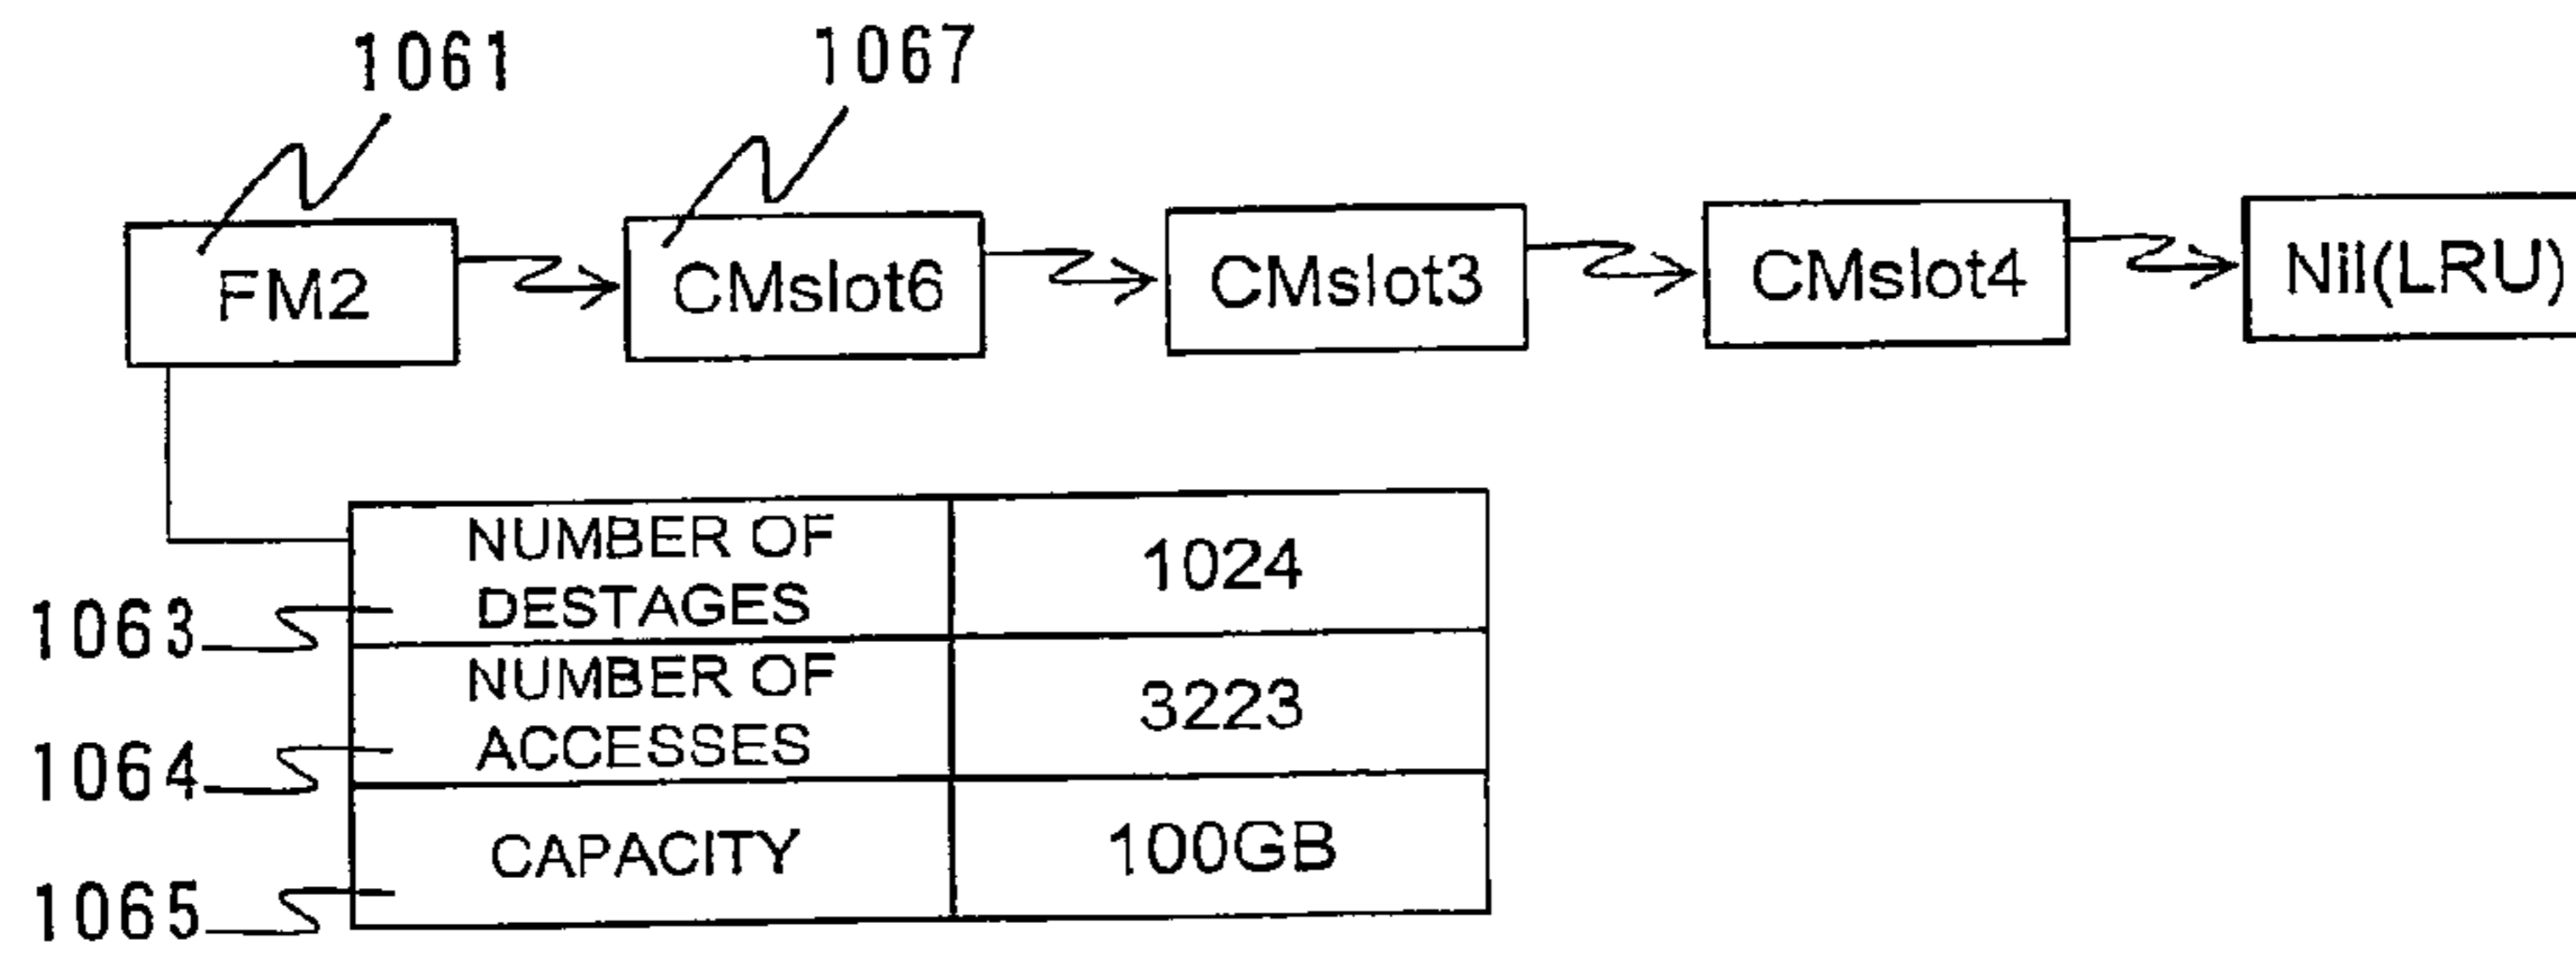 1061
1067
FM2
CMslot6
CMslot3
CMslot4
Nil(LRU)
NUMBER OF
DESTAGES
1024
1063
NUMBER OF
ACCESSES
3223
1064
CAPACITY
100GB
1065